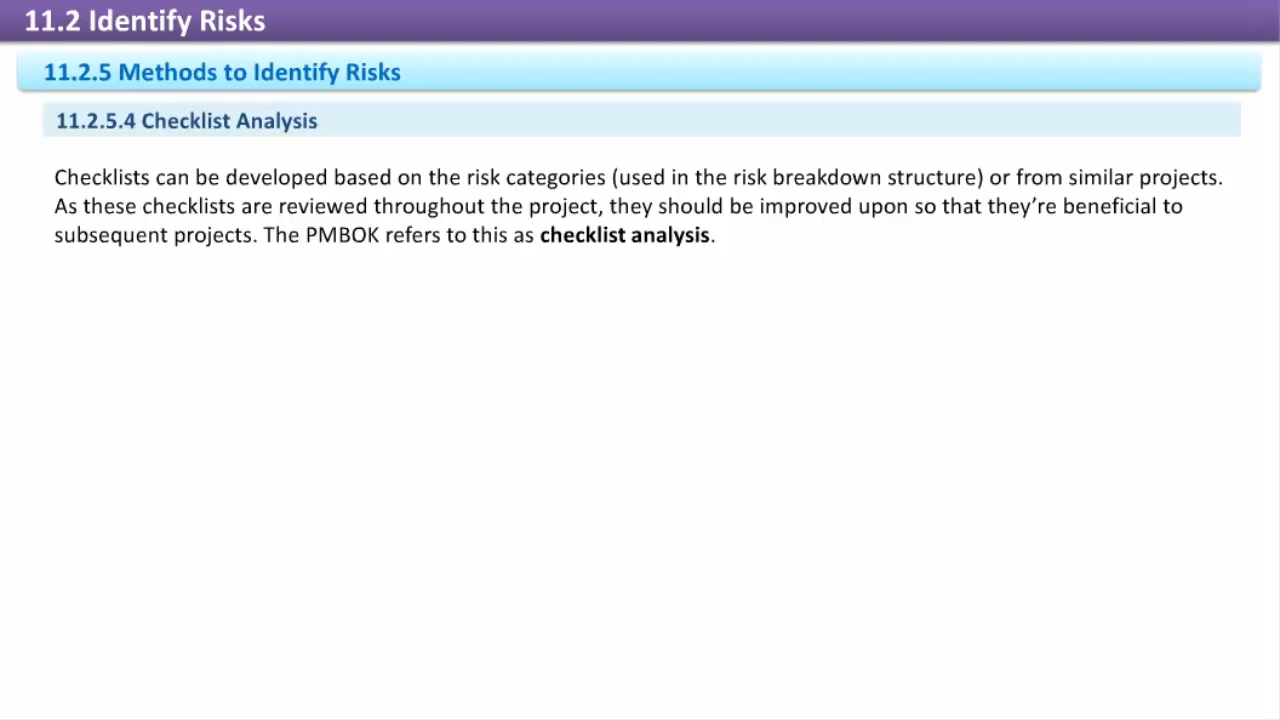 11.2 Identify Risks
11.2.5 Methods to Identify Risks
11.2.5.4 Checklist Analysis
Checklists can be developed based on the risk categories (used in the risk breakdown structure) or from similar projects.
As these checklists are reviewed throughout the project, they should be improved upon so that they’re beneficial to
subsequent projects. The PMBOK refers to this as checklist analysis.